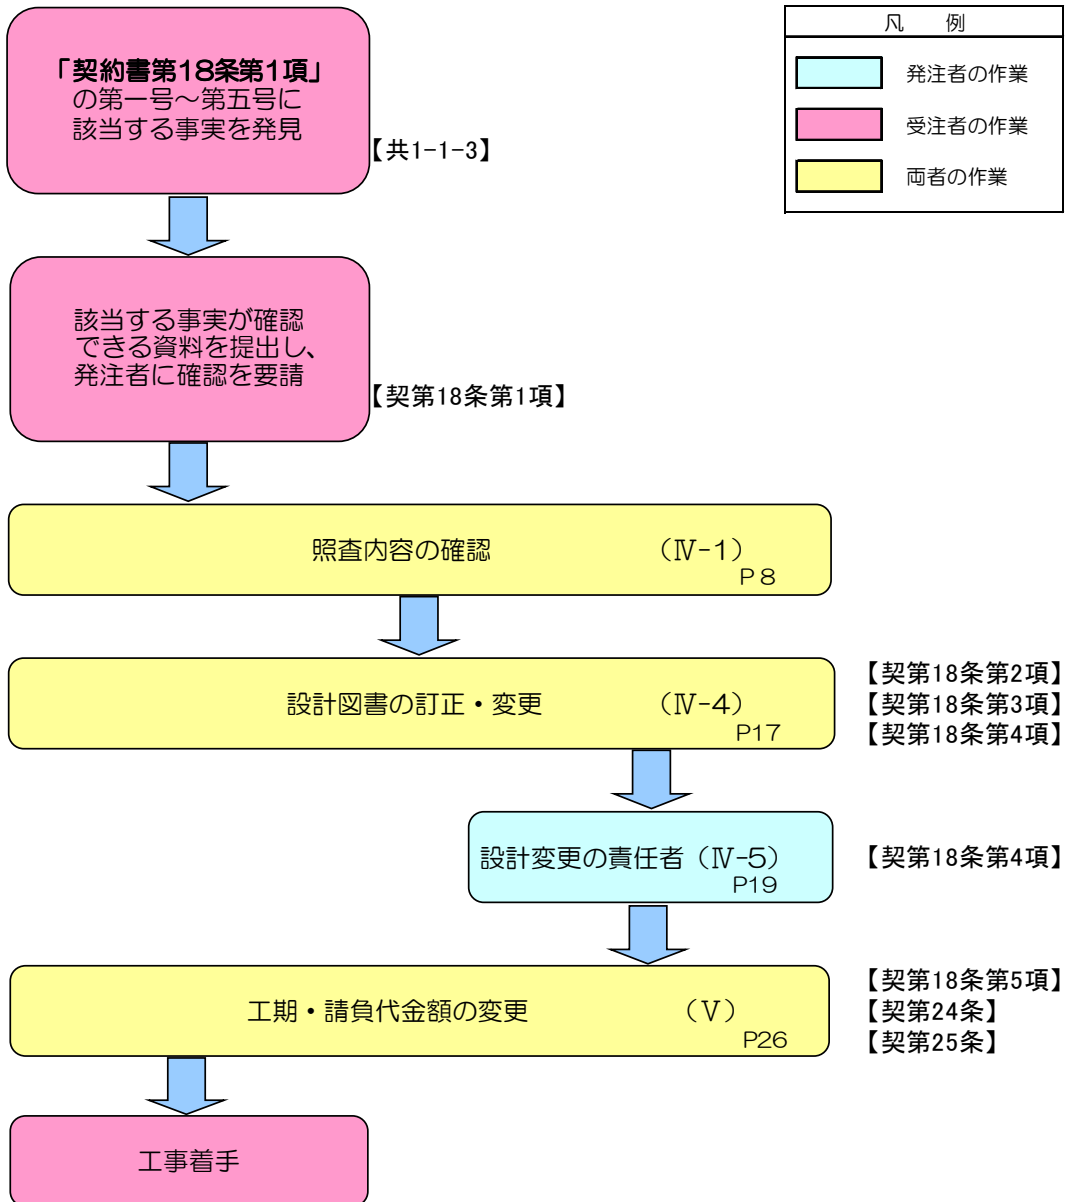 凡　例
発注者の作業
受注者の作業
両者の作業
「契約書第18条第1項」
の第一号～第五号に
該当する事実を発見
【共1-1-3】
該当する事実が確認
できる資料を提出し、
発注者に確認を要請
【契第18条第1項】
照査内容の確認　（Ⅳ-1）
P8
設計図書の訂正・変更　（Ⅳ-4）
P17
【契第18条第2項】
【契第18条第3項】
【契第18条第4項】
設計変更の責任者（Ⅳ-5）
P19
【契第18条第4項】
工期・請負代金額の変更　（Ⅴ）
P26
【契第18条第5項】
【契第24条】
【契第25条】
工事着手